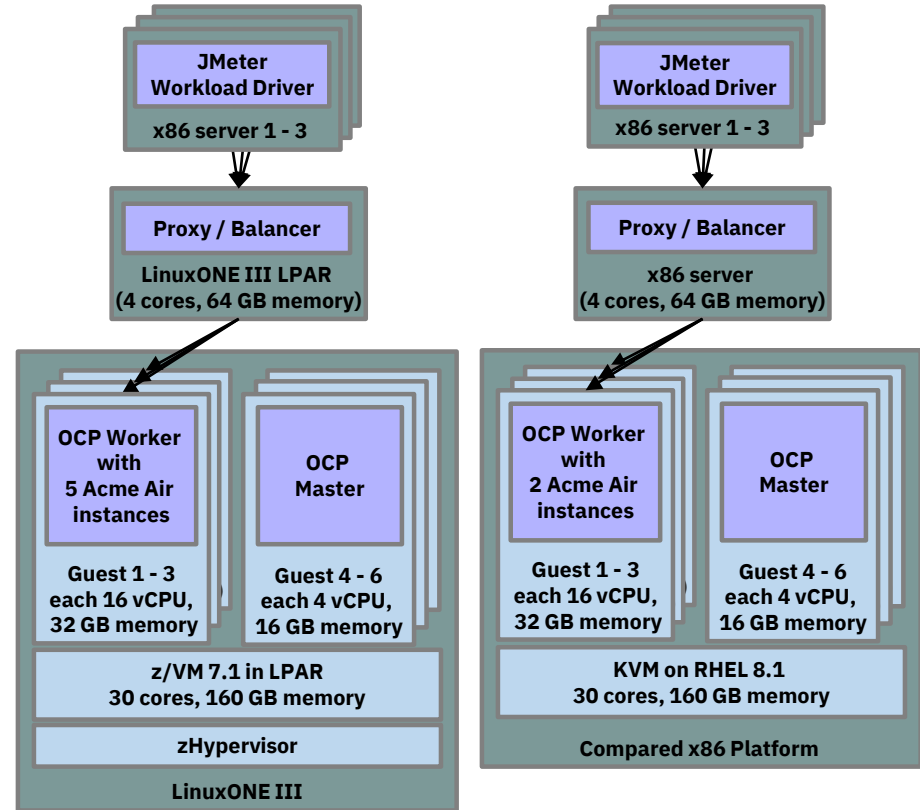 JMeter
Workload Driver
x86 server 1 - 3
Proxy / Balancer
LinuxONE III LPAR
(4 cores, 64 GB memory)
OCP Worker
with
5 Acme Air
instances
Guest 1 - 3
each 16 vCPU,
32 GB memory
OCP
Master
Guest 4 - 6
each 4 vCPU,
16 GB memory
z/VM 7.1 in LPAR
30 cores, 160 GB memory
zHypervisor
LinuxONE III
JMeter
Workload Driver
x86 server 1 - 3
Proxy / Balancer
x86 server
(4 cores, 64 GB memory)
OCP Worker
with
2 Acme Air
instances
Guest 1 - 3
each 16 vCPU,
32 GB memory
OCP
Master
Guest 4 - 6
each 4 vCPU,
16 GB memory
KVM on RHEL 8.1
30 cores, 160 GB memory
Compared x86 Platform